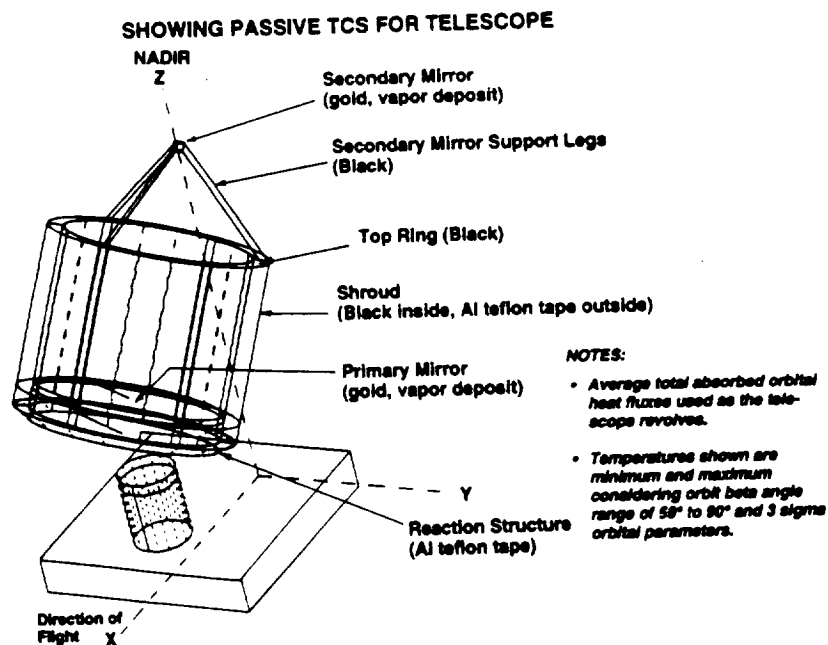 SHOWING PASSIVE TCS FOR TELESCOPE
NADIR
Z
Secondary Mirror
(gold, vapor deposit)
Secondary Mirror Support Legs
(Black)
Top Ring (Black)
Shroud
(Black inside, Al teflon tape outside)
Primary Mirror
(gold, vapor deposit)
NOTES:
• Average total absorbed orbital
heat fluxes used as the tele-
scope revolves.
• Temperatures shown are
minimum and maximum
considering orbit beta angle
range of 58° to 90° and 3 sigma
orbital parameters.
Y
Reaction Structure
(Al teflon tape)
Direction of
Flight X